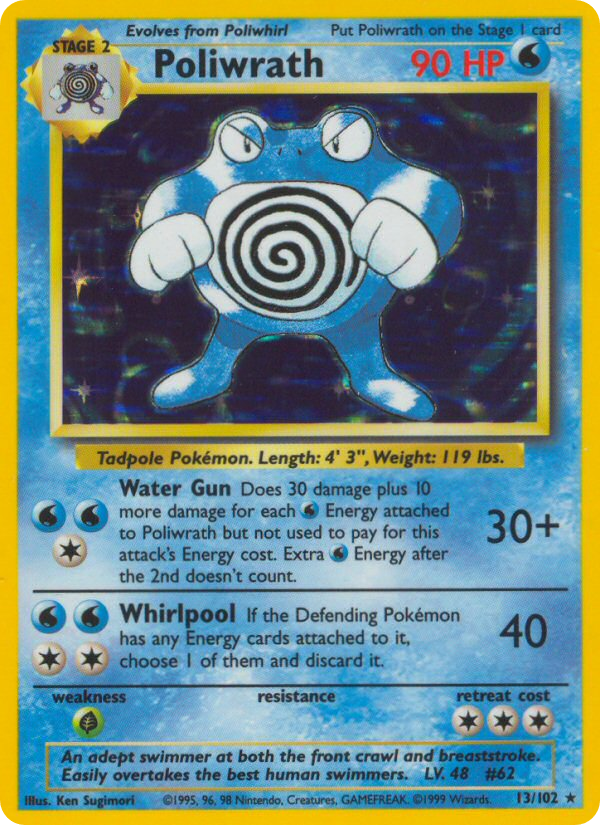 Evolves from Poliwhirl Put Poliwrath on the Stage 1 card
STAGE 2
Poliwrath 90 HP
Tadpole Pokémon. Length: 4' 3", Weight: 119 lbs.
Water Gun Does 30 damage plus 10
more damage for each Energy attached
to Poliwrath but not used to pay for this
attack's Energy cost. Extra Energy after
the 2nd doesn't count.
30+
Whirlpool If the Defending Pokémon
has any Energy cards attached to it,
choose 1 of them and discard it.
40
weakness resistance retreat cost
An adept swimmer at both the front crawl and breaststroke.
Easily overtakes the best human swimmers. LV. 48 #62
Illus. Ken Sugimori ©1995, 96, 98 Nintendo, Creatures, GAMEFREAK. ©1999 Wizards. 13/102 ★